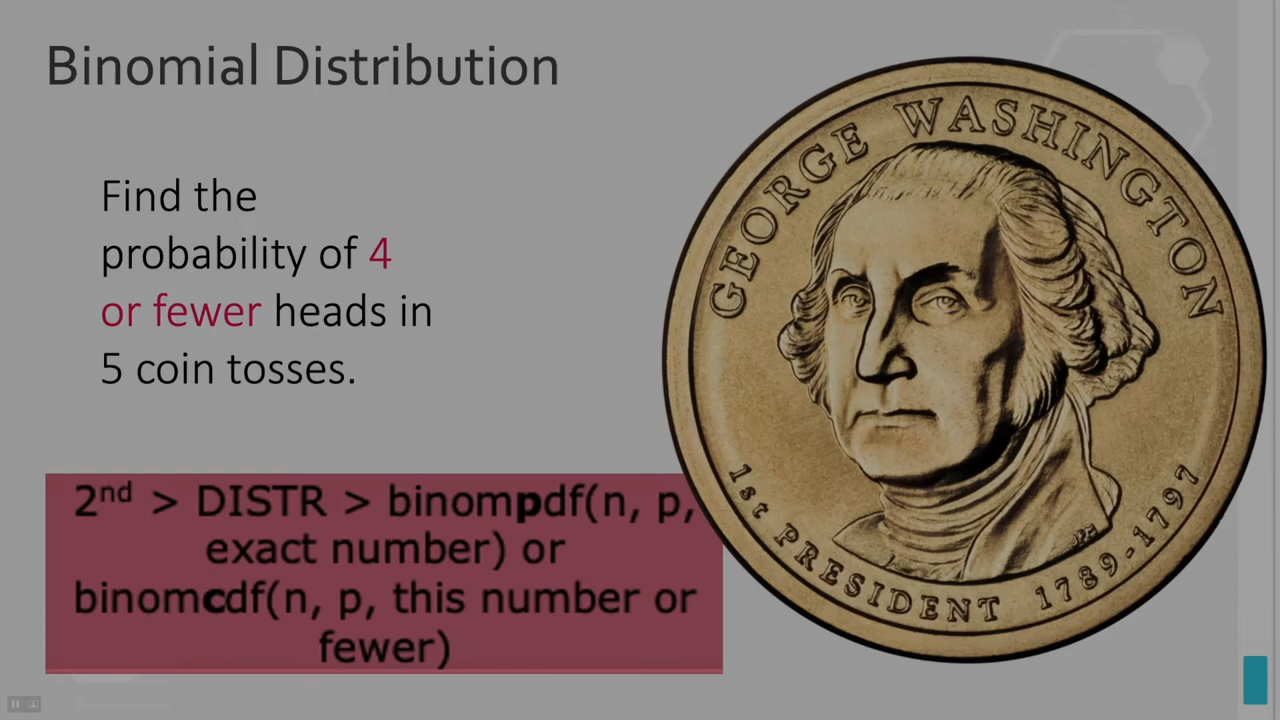 Binomial Distribution
Find the
probability of 4
or fewer heads in
5 coin tosses.
2nd > DISTR > binompdf(n, p,
exact number) or
binomcdf(n, p, this number or
fewer)
GEORGE WASHINGTON
1st PRESIDENT 1789-1797